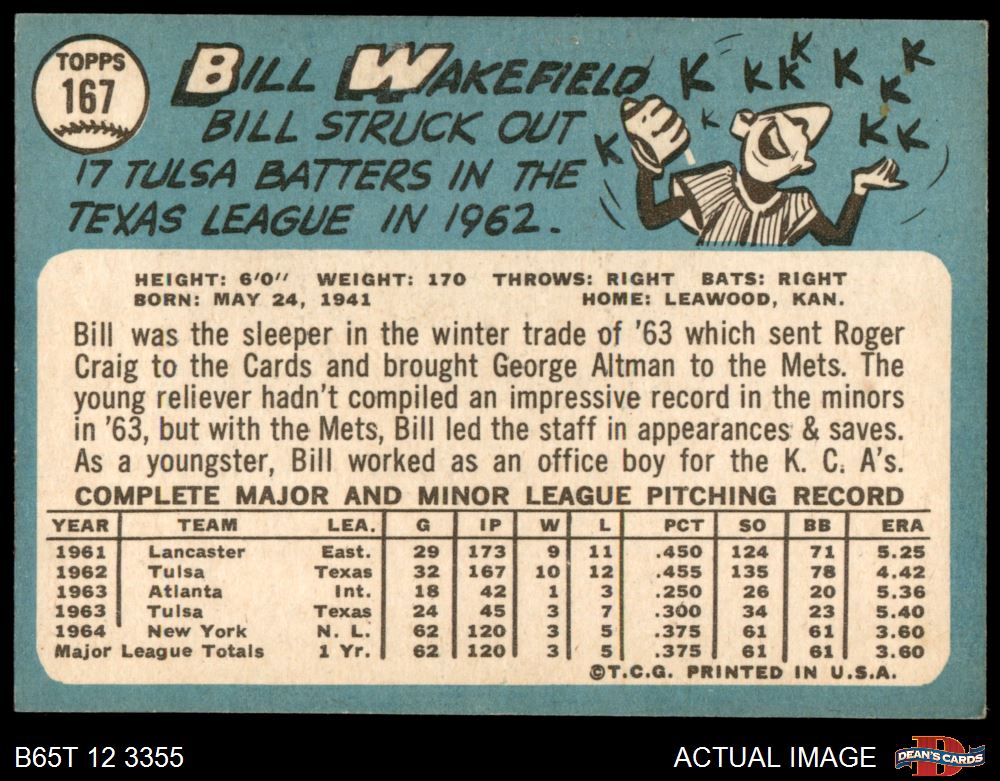 TOPPS
167
BILL WAKEFIELD
BILL STRUCK OUT
17 TULSA BATTERS IN THE
TEXAS LEAGUE IN 1962.
K K K K K K K K K K K
HEIGHT: 6'0" WEIGHT: 170 THROWS: RIGHT BATS: RIGHT
BORN: MAY 24, 1941 HOME: LEAWOOD, KAN.
Bill was the sleeper in the winter trade of '63 which sent Roger
Craig to the Cards and brought George Altman to the Mets. The
young reliever hadn't compiled an impressive record in the minors
in '63, but with the Mets, Bill led the staff in appearances & saves.
As a youngster, Bill worked as an office boy for the K. C. A's.
COMPLETE MAJOR AND MINOR LEAGUE PITCHING RECORD
YEAR TEAM LEA. G IP W L PCT SO BB ERA
1961 Lancaster East. 29 173 9 11 .450 124 71 5.25
1962 Tulsa Texas 32 167 10 12 .455 135 78 4.42
1963 Atlanta Int. 18 42 1 3 .250 26 20 5.36
1963 Tulsa Texas 24 45 3 7 .300 34 23 5.40
1964 New York N. L. 62 120 3 5 .375 61 61 3.60
Major League Totals 1 Yr. 62 120 3 5 .375 61 61 3.60
©T.C.G. PRINTED IN U.S.A.
B65T 12 3355
ACTUAL IMAGE
D
DEAN'S CARDS